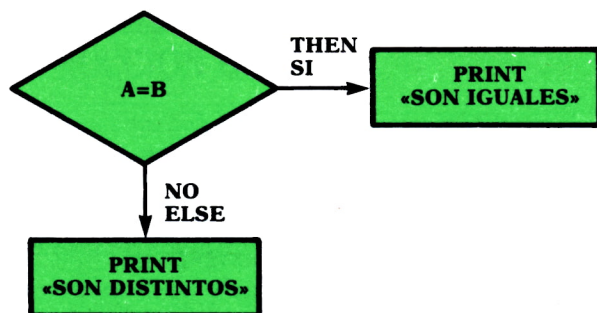 A=B
THEN
SI
PRINT
«SON IGUALES»
NO
ELSE
PRINT
«SON DISTINTOS»